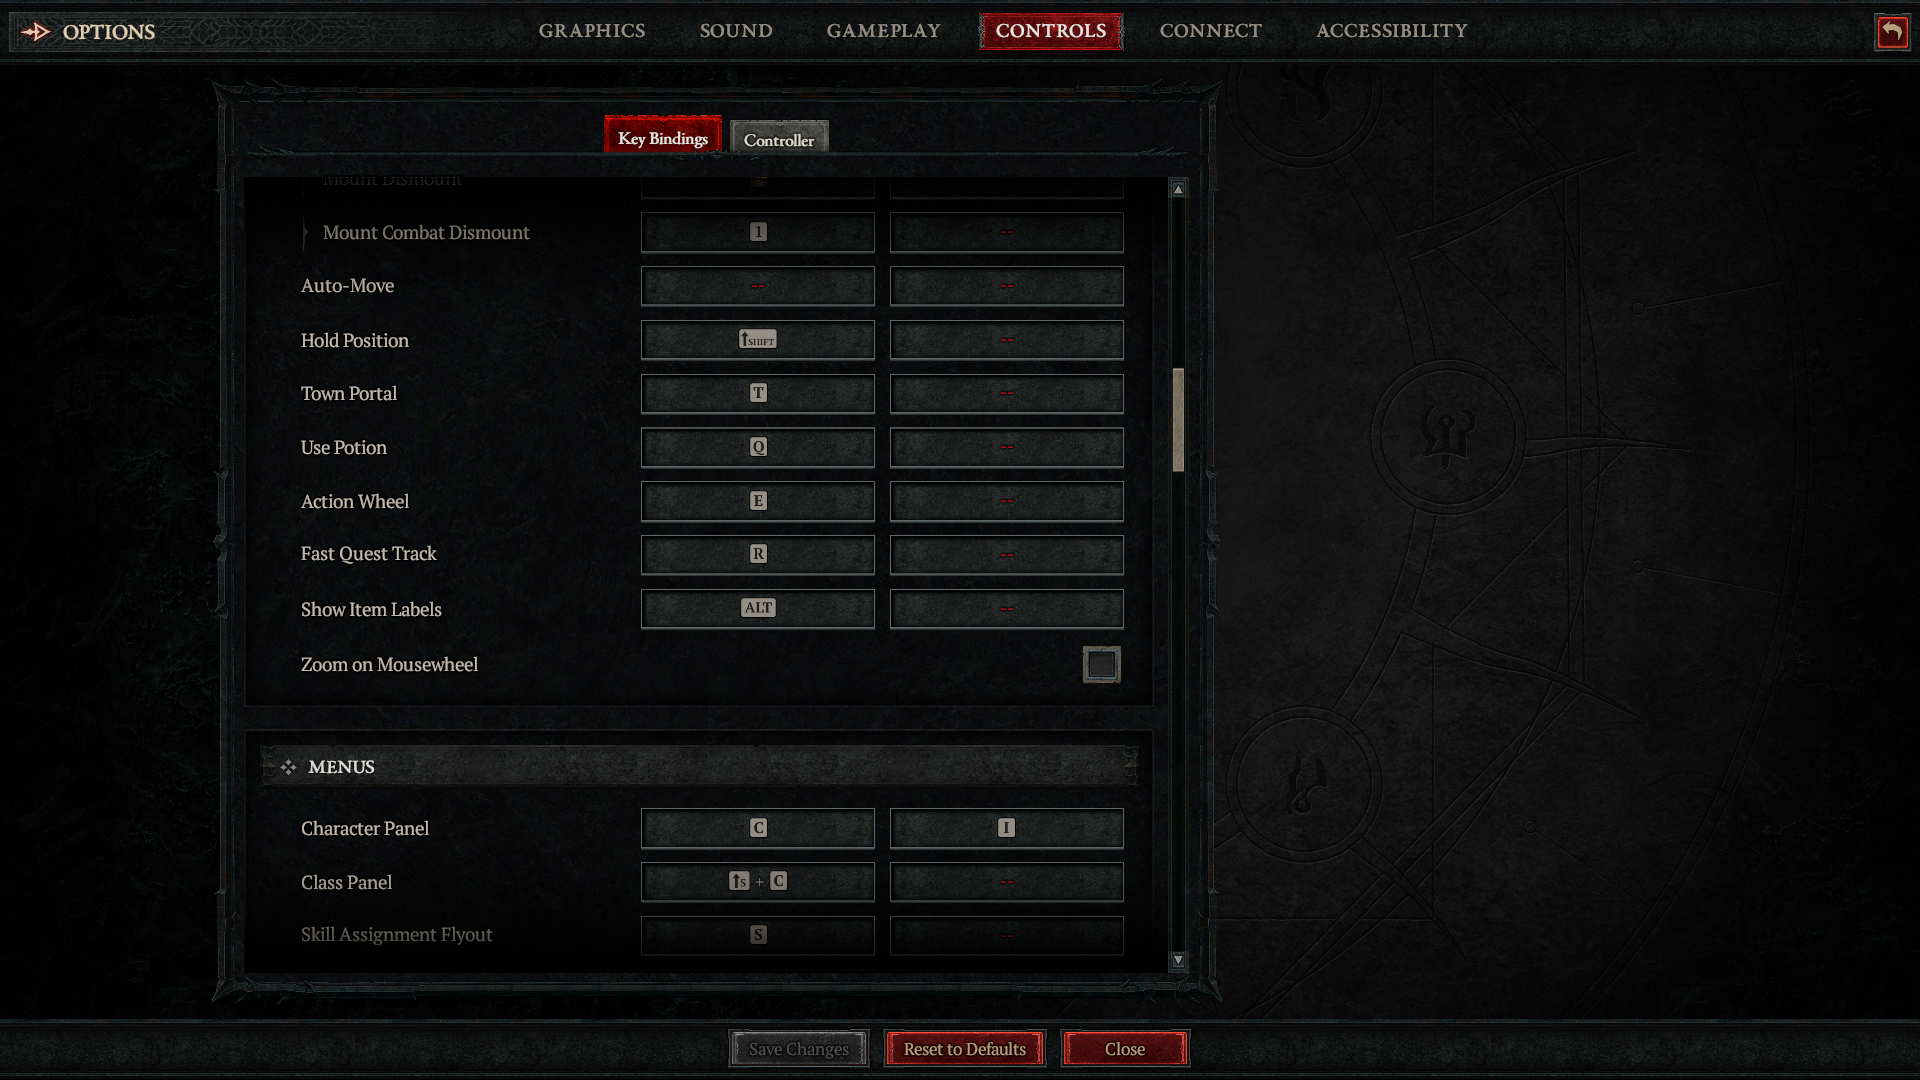 OPTIONS
GRAPHICS SOUND GAMEPLAY CONTROLS CONNECT ACCESSIBILITY
Key Bindings Controller
Mount Dismount
Mount Combat Dismount 1 --
Auto-Move -- --
Hold Position SHIFT --
Town Portal T --
Use Potion Q --
Action Wheel E --
Fast Quest Track R --
Show Item Labels ALT --
Zoom on Mousewheel
MENUS
Character Panel C I
Class Panel S + C --
Skill Assignment Flyout S --
Save Changes Reset to Defaults Close